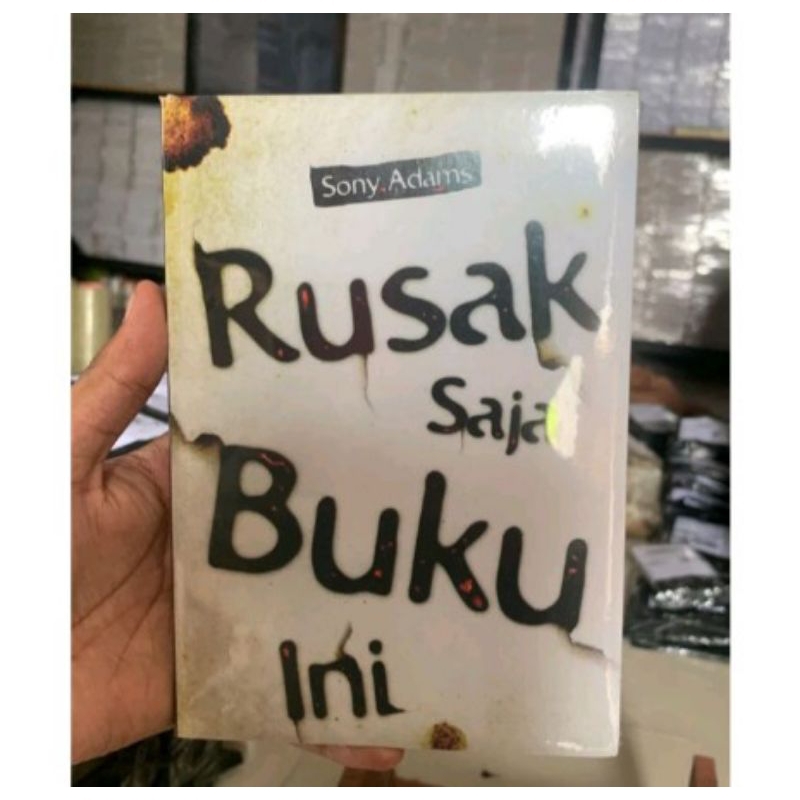 Sony Adams
Rusak
Saja
Buku
Ini